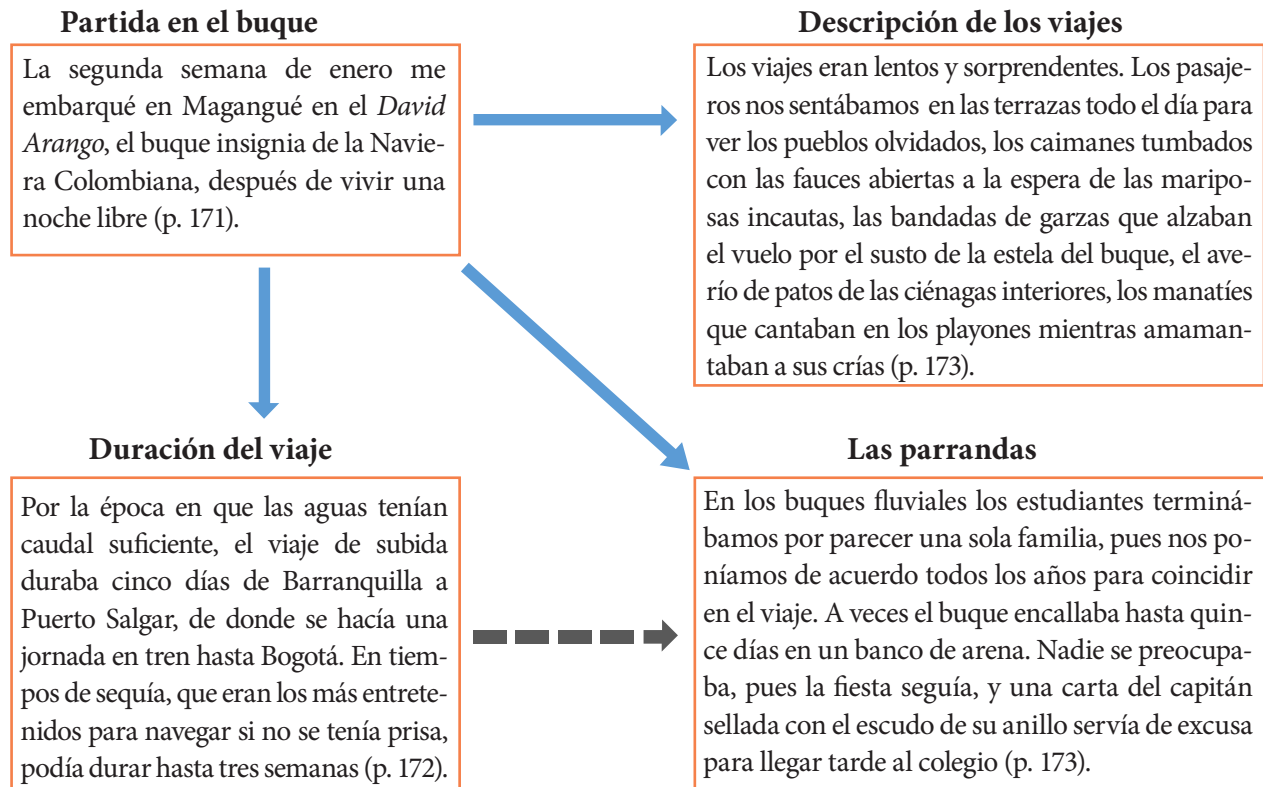 Partida en el buque
La segunda semana de enero me
embarqué en Magangué en el David
Arango, el buque insignia de la Navie-
ra Colombiana, después de vivir una
noche libre (p. 171).
Descripción de los viajes
Los viajes eran lentos y sorprendentes. Los pasaje-
ros nos sentábamos en las terrazas todo el día para
ver los pueblos olvidados, los caimanes tumbados
con las fauces abiertas a la espera de las maripo-
sas incautas, las bandadas de garzas que alzaban
el vuelo por el susto de la estela del buque, el ave-
río de patos de las ciénagas interiores, los manatíes
que cantaban en los playones mientras amaman-
taban a sus crías (p. 173).
Duración del viaje
Por la época en que las aguas tenían
caudal suficiente, el viaje de subida
duraba cinco días de Barranquilla a
Puerto Salgar, de donde se hacía una
jornada en tren hasta Bogotá. En tiem-
pos de sequía, que eran los más entrete-
nidos para navegar si no se tenía prisa,
podía durar hasta tres semanas (p. 172).
Las parrandas
En los buques fluviales los estudiantes terminá-
bamos por parecer una sola familia, pues nos po-
níamos de acuerdo todos los años para coincidir
en el viaje. A veces el buque encallaba hasta quin-
ce días en un banco de arena. Nadie se preocupa-
ba, pues la fiesta seguía, y una carta del capitán
sellada con el escudo de su anillo servía de excusa
para llegar tarde al colegio (p. 173).